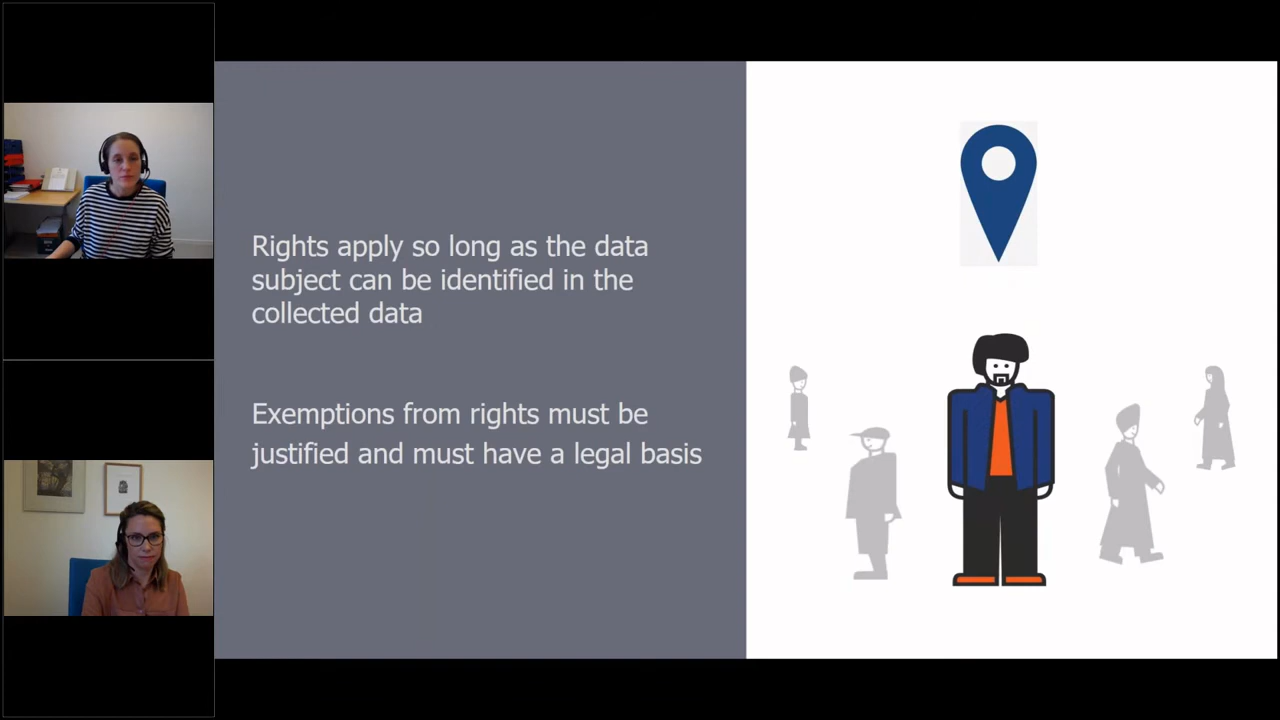 Rights apply so long as the data
subject can be identified in the
collected data
Exemptions from rights must be
justified and must have a legal basis